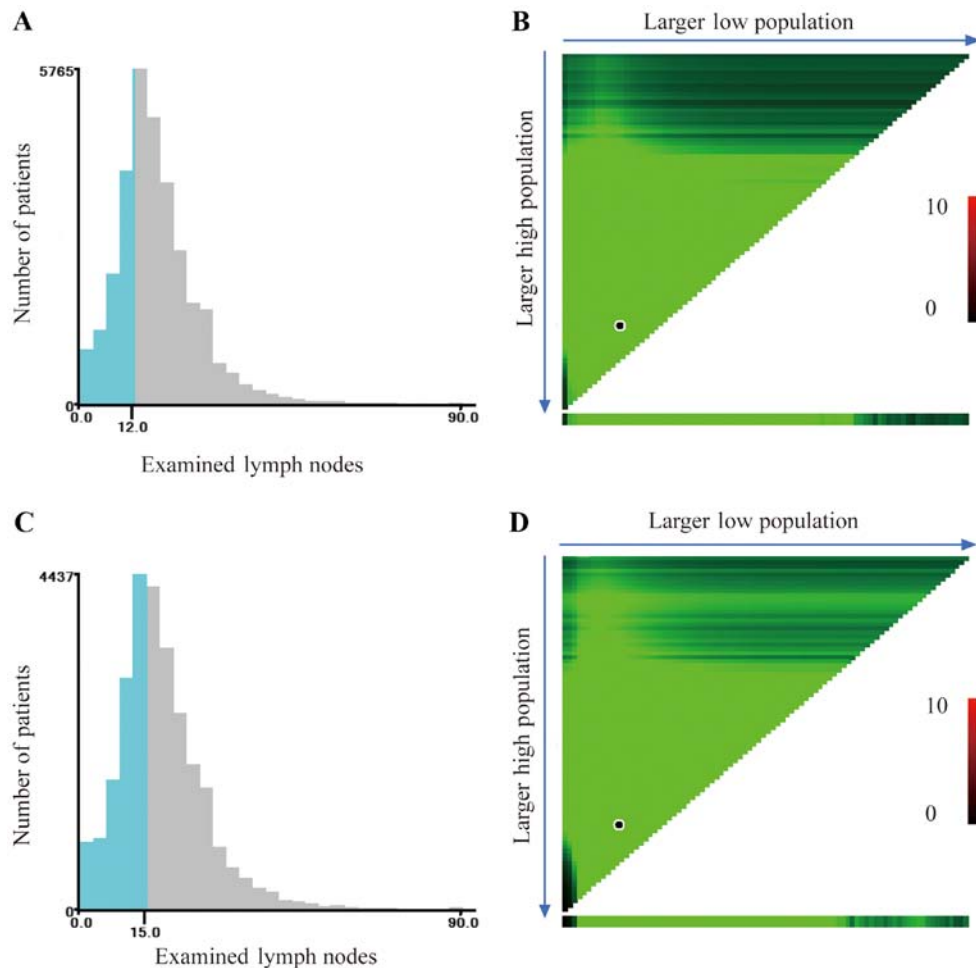 A
5765
Number of patients
0
0.0
12.0
90.0
Examined lymph nodes
B
Larger low population
Larger high population
10
0
C
4437
Number of patients
0
0.0
15.0
90.0
Examined lymph nodes
D
Larger low population
Larger high population
10
0